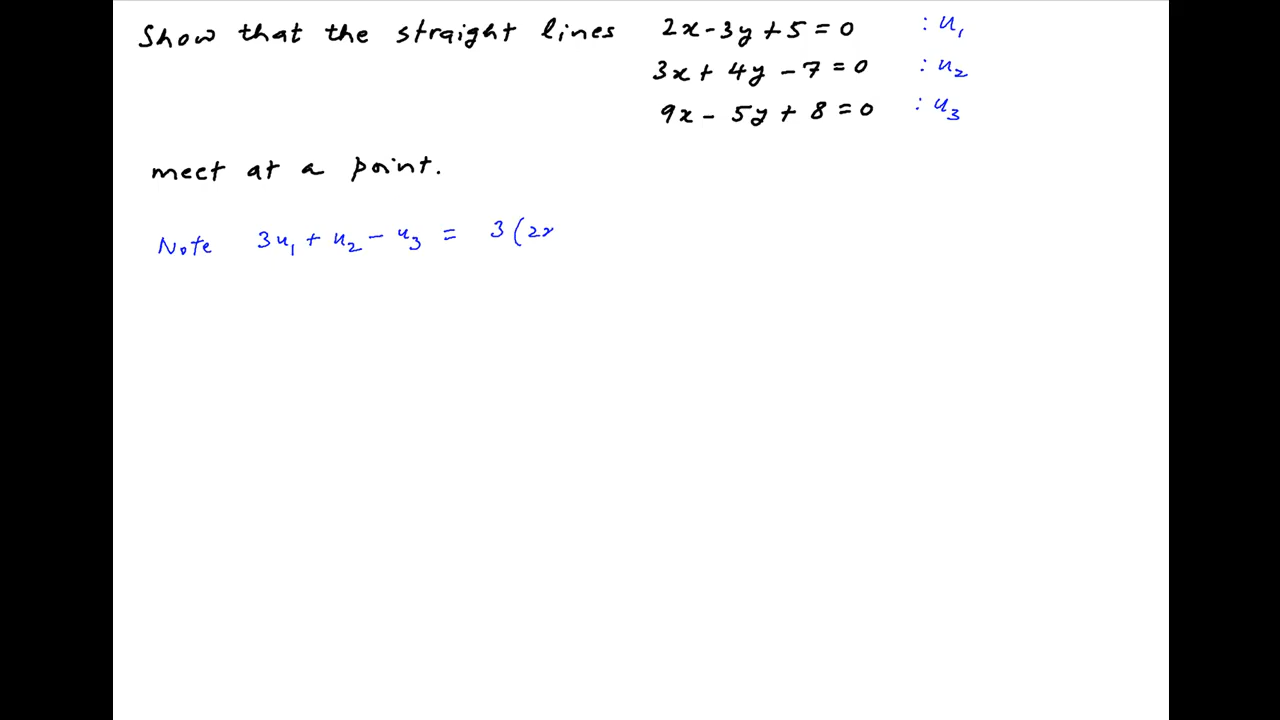 Show that the straight lines 2x - 3y + 5 = 0 : u₁
3x + 4y - 7 = 0 : u₂
9x - 5y + 8 = 0 : u₃
meet at a point.
Note 3u₁ + u₂ - u₃ = 3(2x